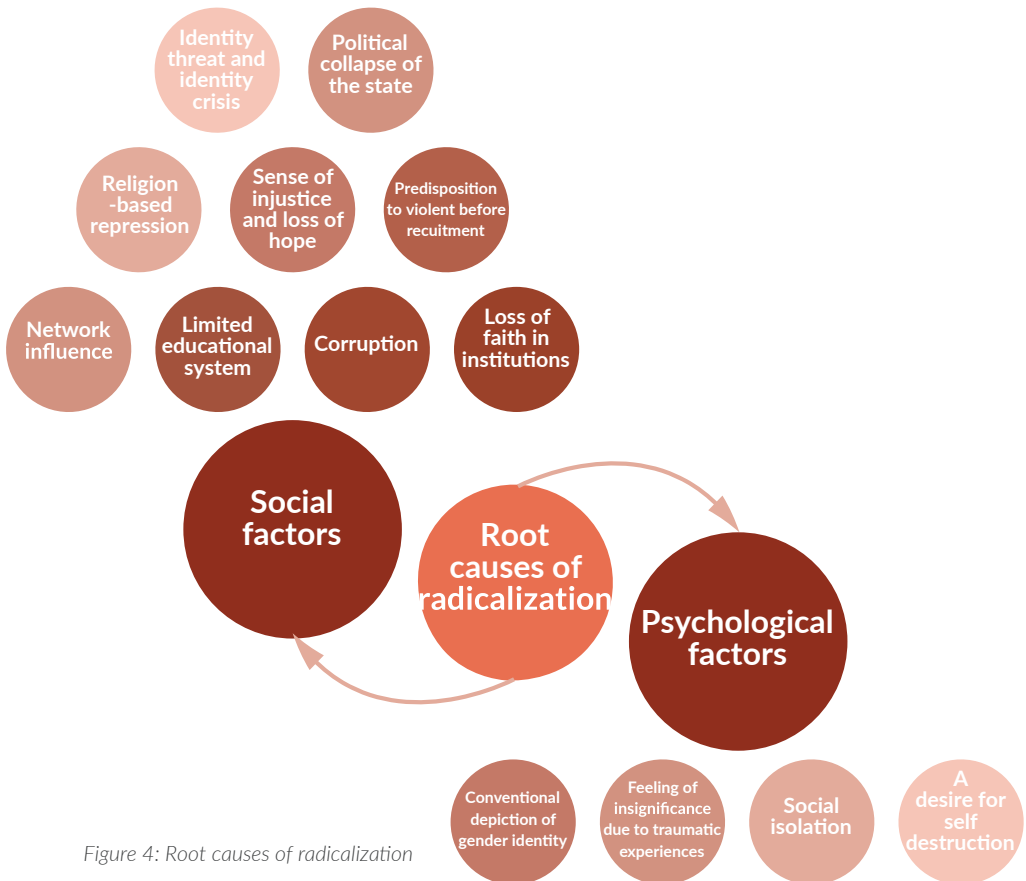 Identity
threat and
identity
crisis
Political
collapse of
the state
Religion
-based
repression
Sense of
injustice
and loss of
hope
Predisposition
to violent before
recuitment
Network
influence
Limited
educational
system
Corruption
Loss of
faith in
institutions
Social
factors
Root
causes of
radicalization
Psychological
factors
Conventional
depiction of
gender identity
Feeling of
insignificance
due to traumatic
experiences
Social
isolation
A
desire for
self
destruction
Figure 4: Root causes of radicalization